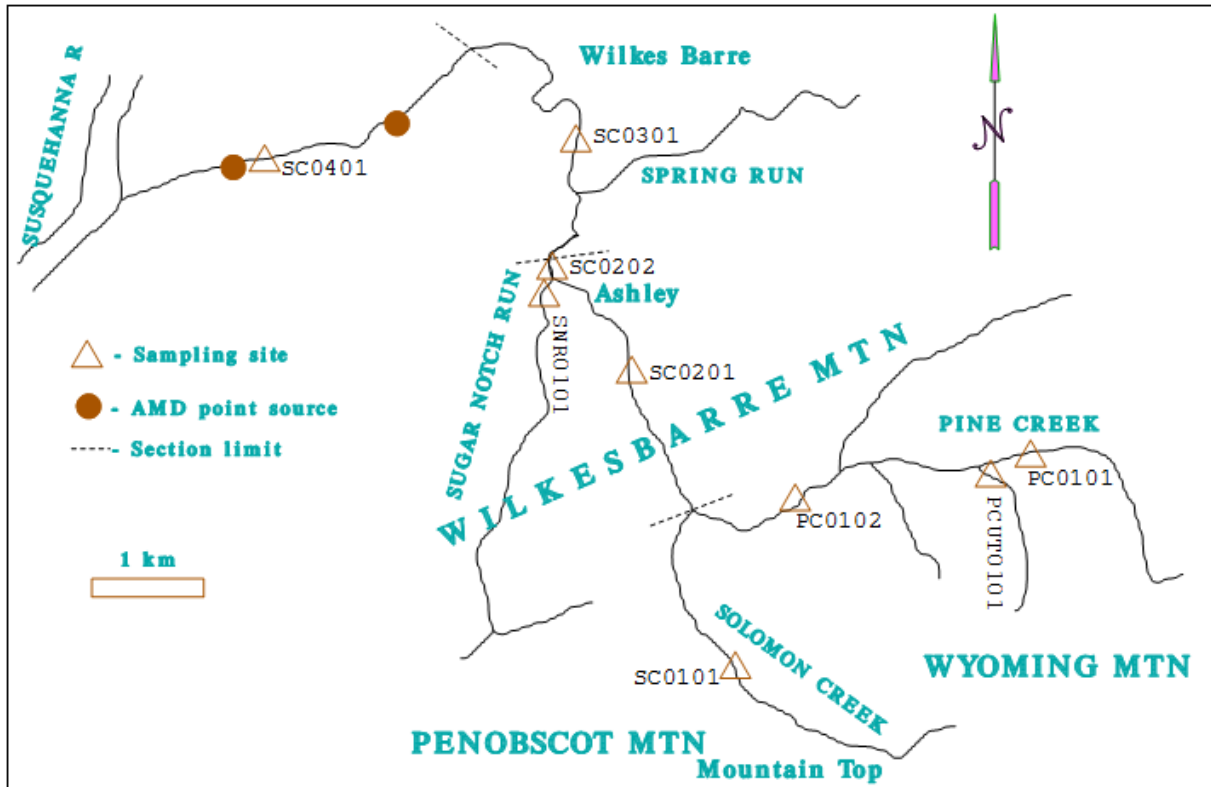 SUSQUEHANNA R
Wilkes Barre
N
SC0301
SC0401
SPRING RUN
SC0202
Ashley
SUGAR NOTCH RUN
SNR0101
- Sampling site
SC0201
WILKESBARRE MTN
- AMD point source
PINE CREEK
- Section limit
PC0101
PC0102
PCUT0101
1 km
SOLOMON CREEK
SC0101
WYOMING MTN
PENOBSCOT MTN
Mountain Top